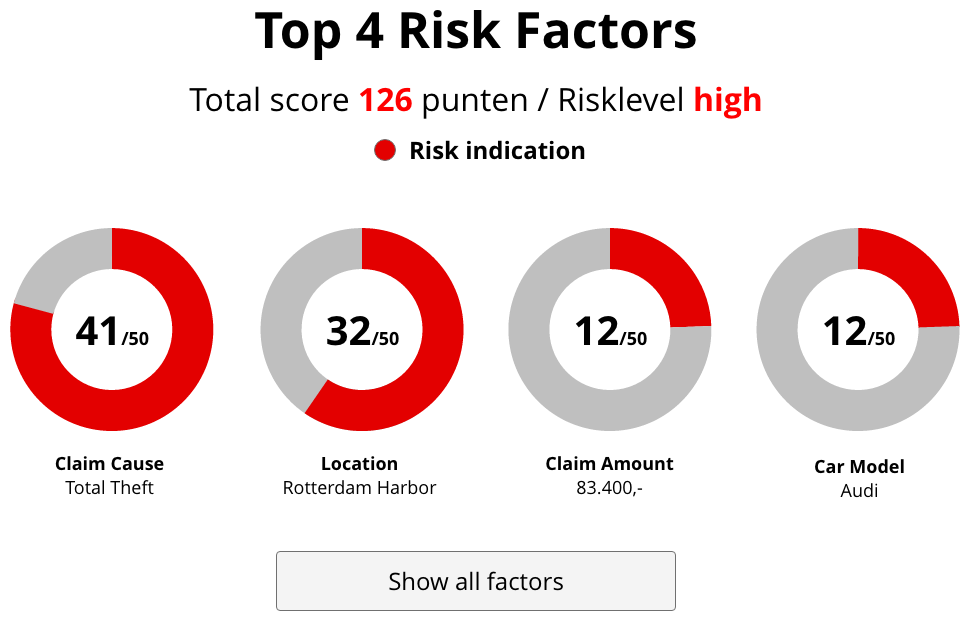 Top 4 Risk Factors
Total score 126 punten / Risklevel high
Risk indication
41/50
32/50
12/50
12/50
Claim Cause
Total Theft
Location
Rotterdam Harbor
Claim Amount
83.400,-
Car Model
Audi
Show all factors